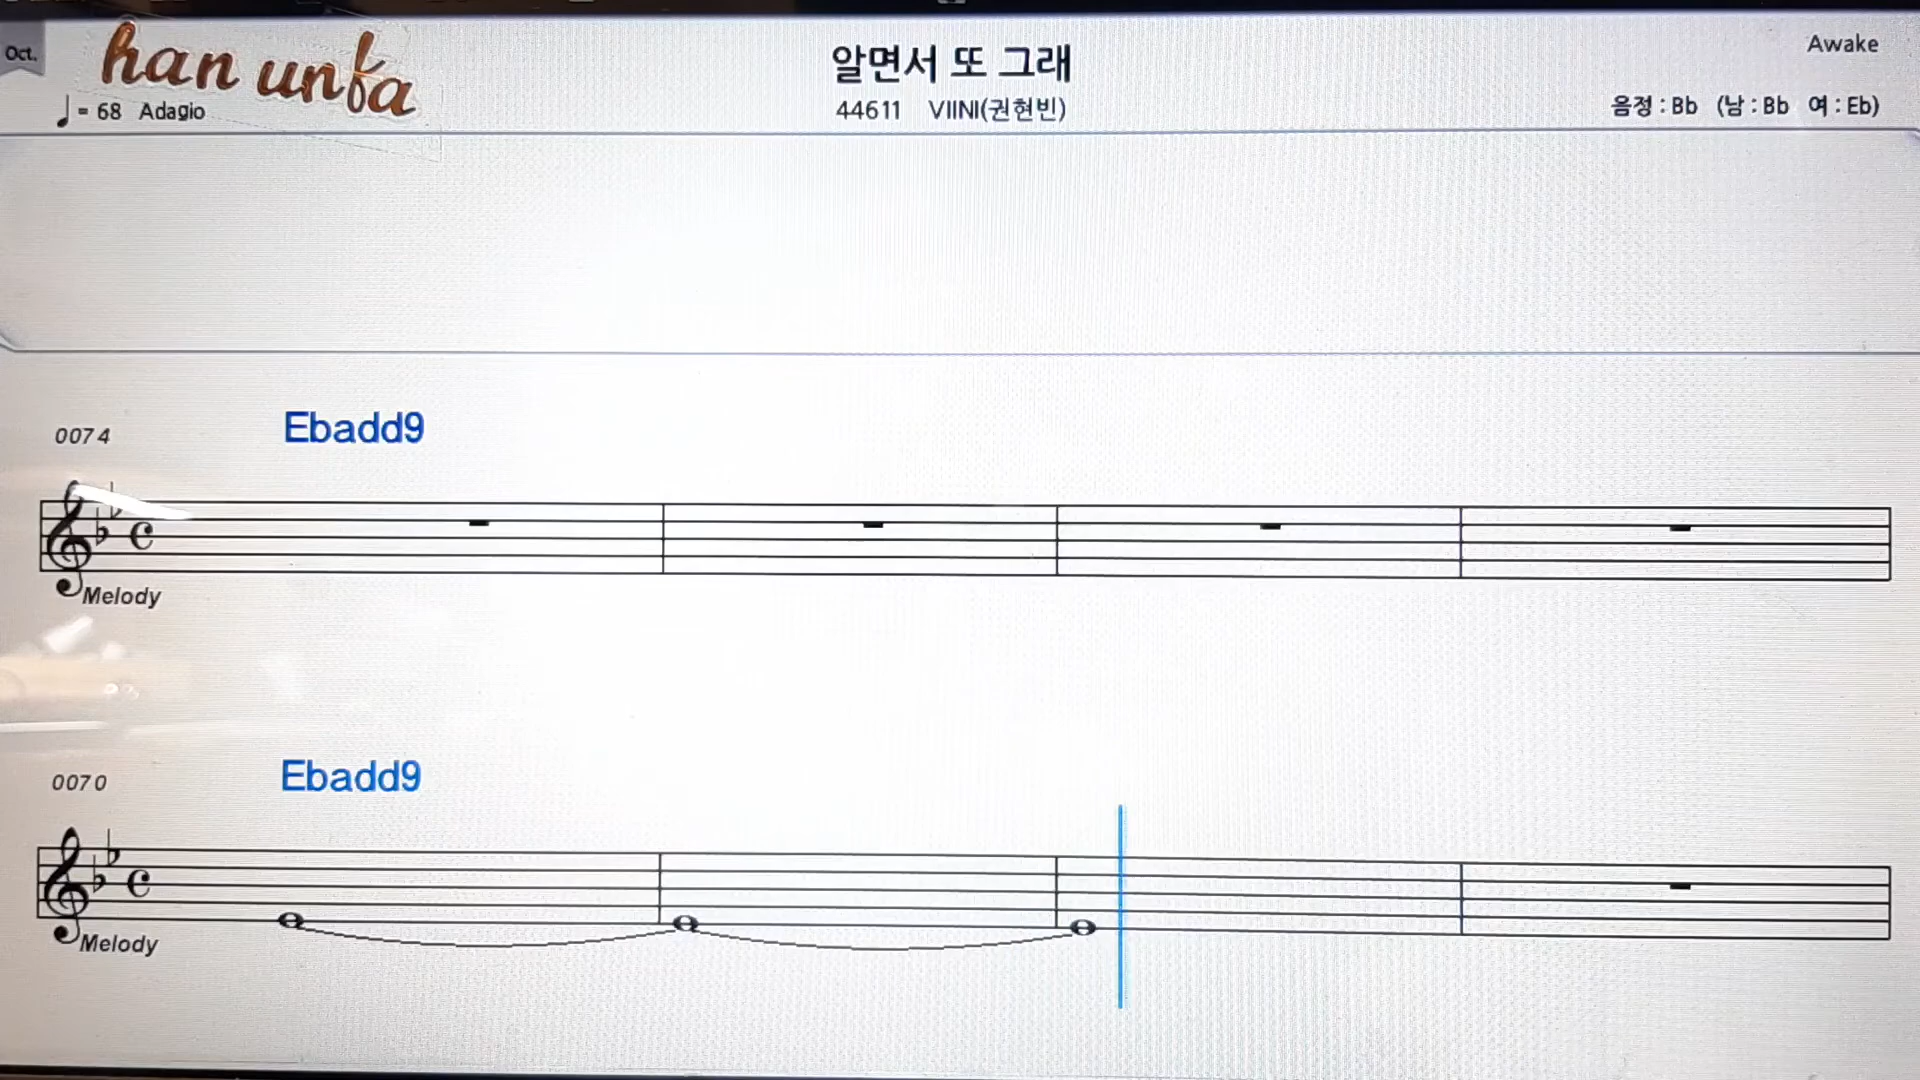 Oct.
han unfa
알면서 또 그래
Awake
♩ = 68 Adagio
44611 VIINI(권현빈)
음정 : Bb (남 : Bb 여 : Eb)
0074
Ebadd9
Melody
0070
Ebadd9
Melody